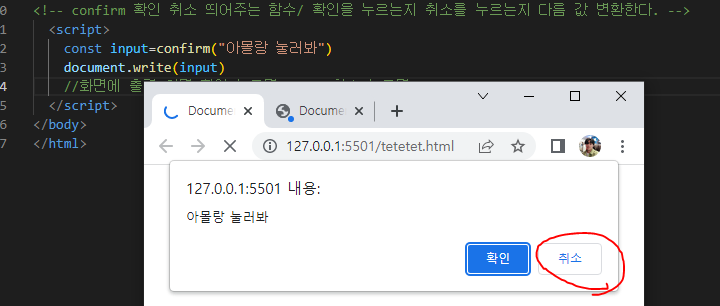 <!-- confirm 확인 취소 띄어주는 함수/ 확인을 누르는지 취소를 누르는지 다름 값 변환한다. -->
<script>
const input=confirm("아몰랑 눌러봐")
document.write(input)
//화면에 출력
</script>
</body>
</html>
0
1
2
3
4
5
6
7
Docume
Docume
127.0.0.1:5501/tetetet.html
127.0.0.1:5501 내용:
아몰랑 눌러봐
확인
취소